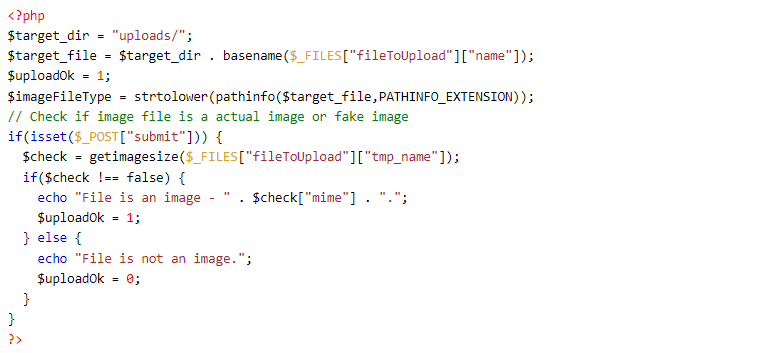 <?php
$target_dir = "uploads/";
$target_file = $target_dir . basename($_FILES["fileToUpload"]["name"]);
$uploadOk = 1;
$imageFileType = strtolower(pathinfo($target_file,PATHINFO_EXTENSION));
// Check if image file is a actual image or fake image
if(isset($_POST["submit"])) {
  $check = getimagesize($_FILES["fileToUpload"]["tmp_name"]);
  if($check !== false) {
    echo "File is an image - " . $check["mime"] . ".";
    $uploadOk = 1;
  } else {
    echo "File is not an image.";
    $uploadOk = 0;
  }
}
?>